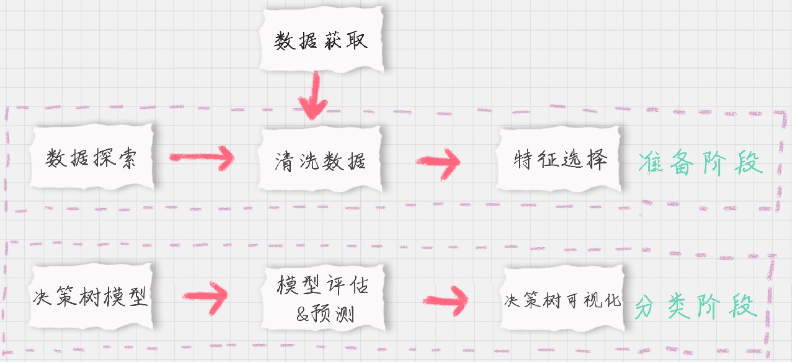 数据获取
数据探索
清洗数据
特征选择
准备阶段
决策树模型
模型评估
&预测
决策树可视化
分类阶段